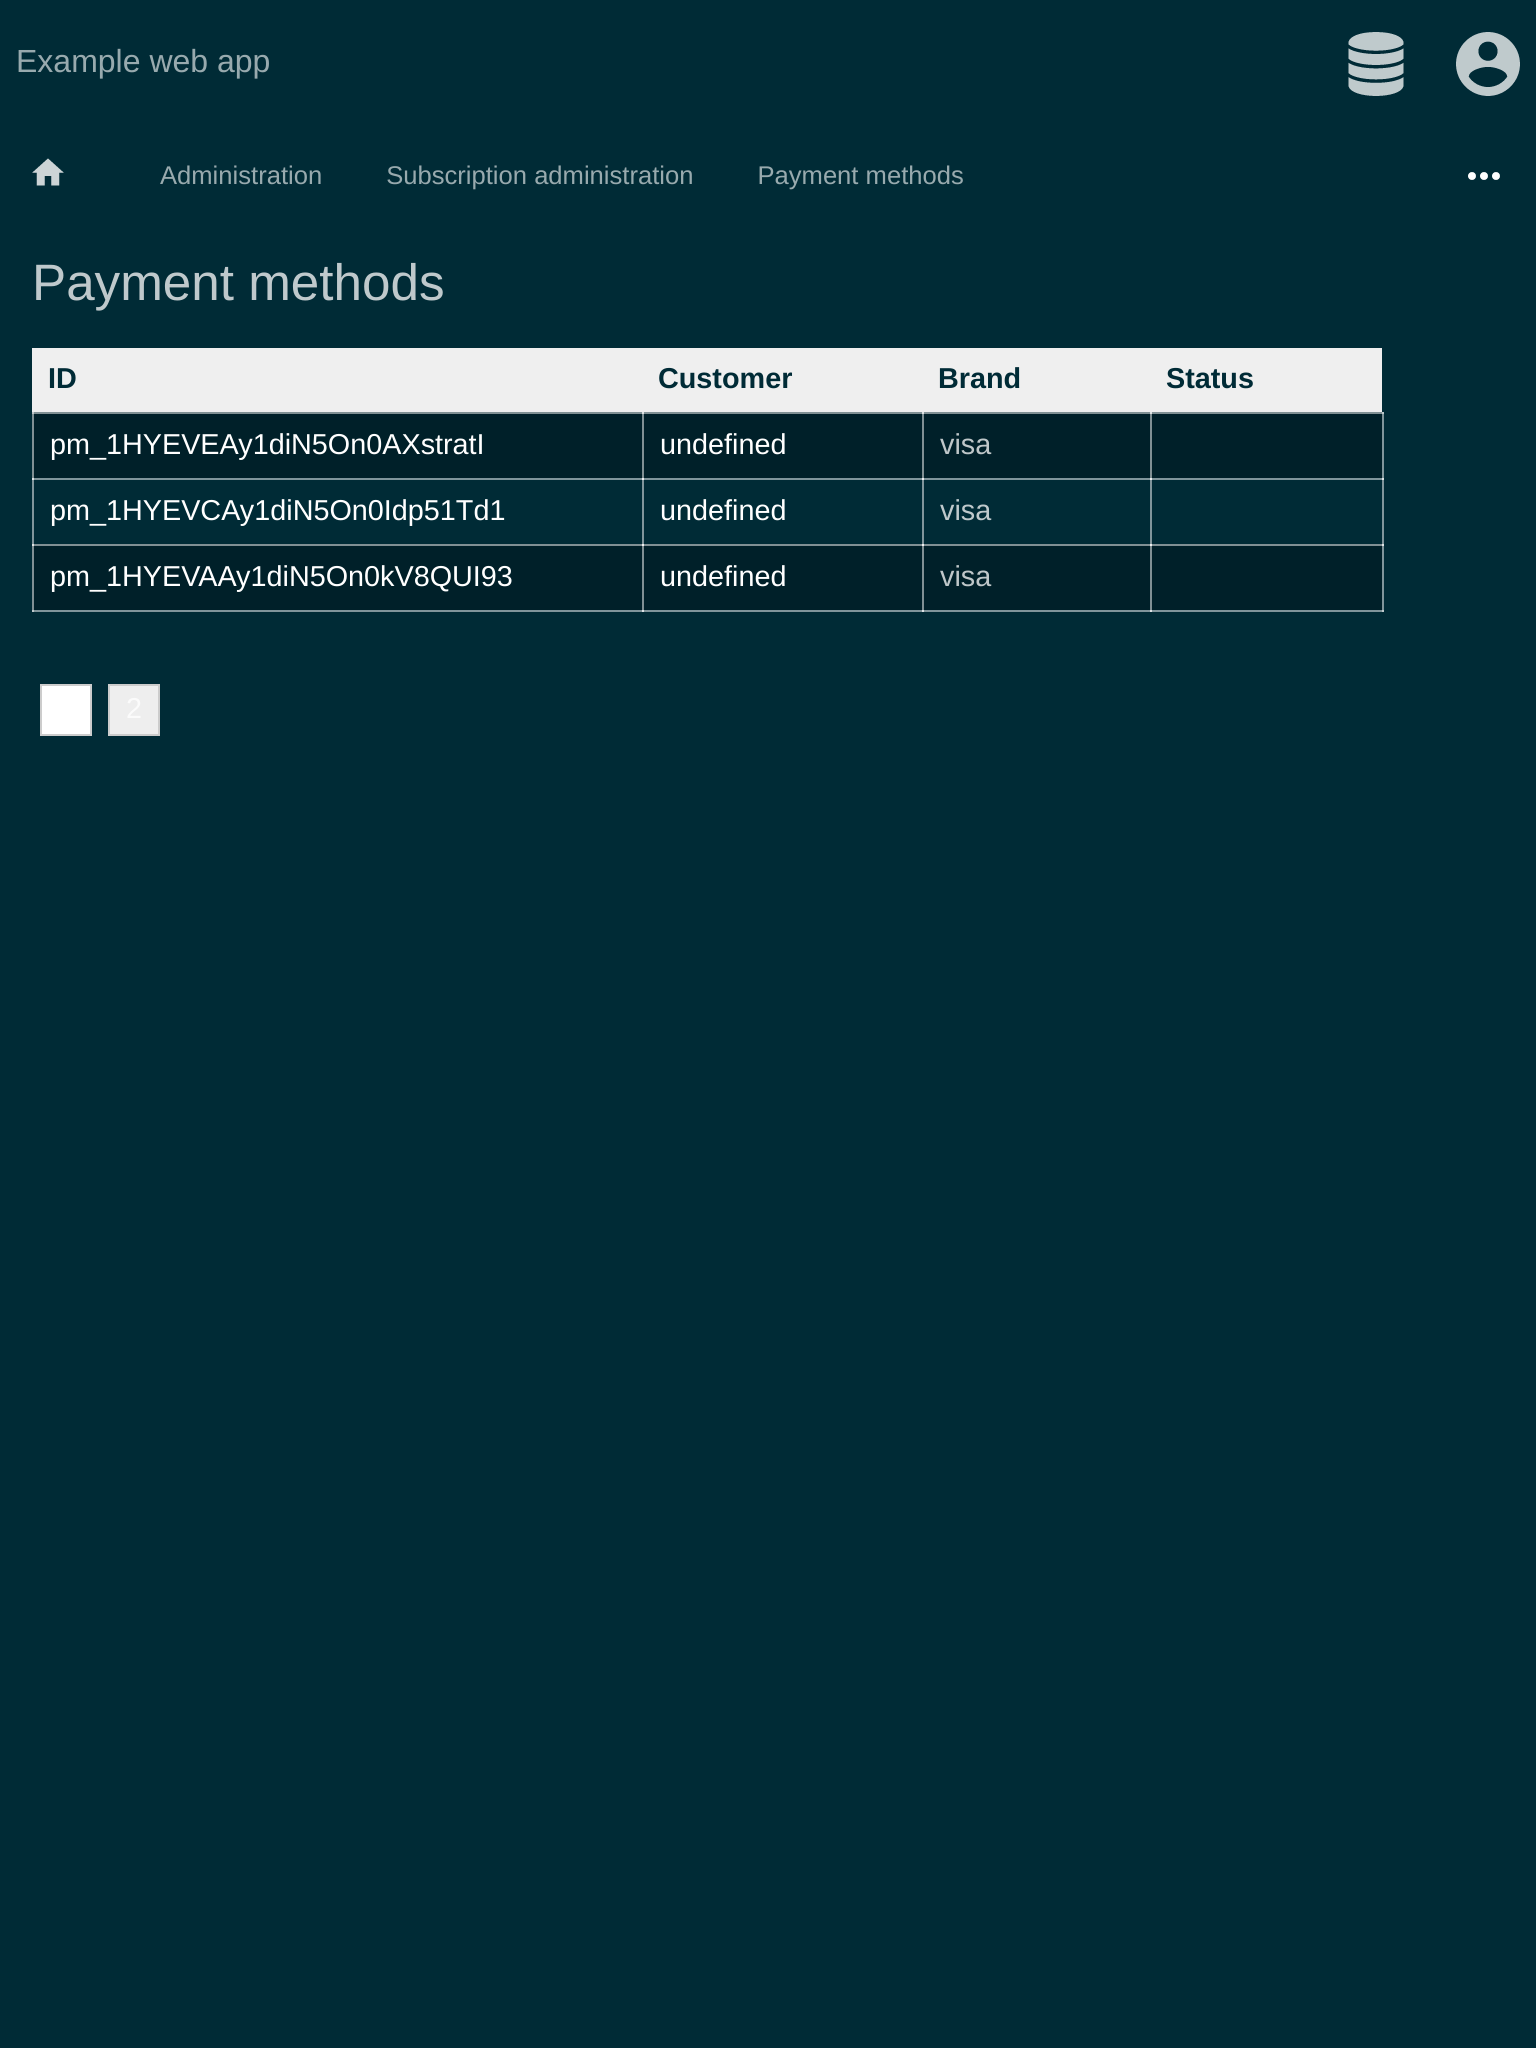 Example web app
Administration Subscription administration Payment methods
Payment methods
ID Customer Brand Status
pm_1HYEVEAy1diN5On0AXstratI undefined visa
pm_1HYEVCAy1diN5On0Idp51Td1 undefined visa
pm_1HYEVAAy1diN5On0kV8QUI93 undefined visa
2